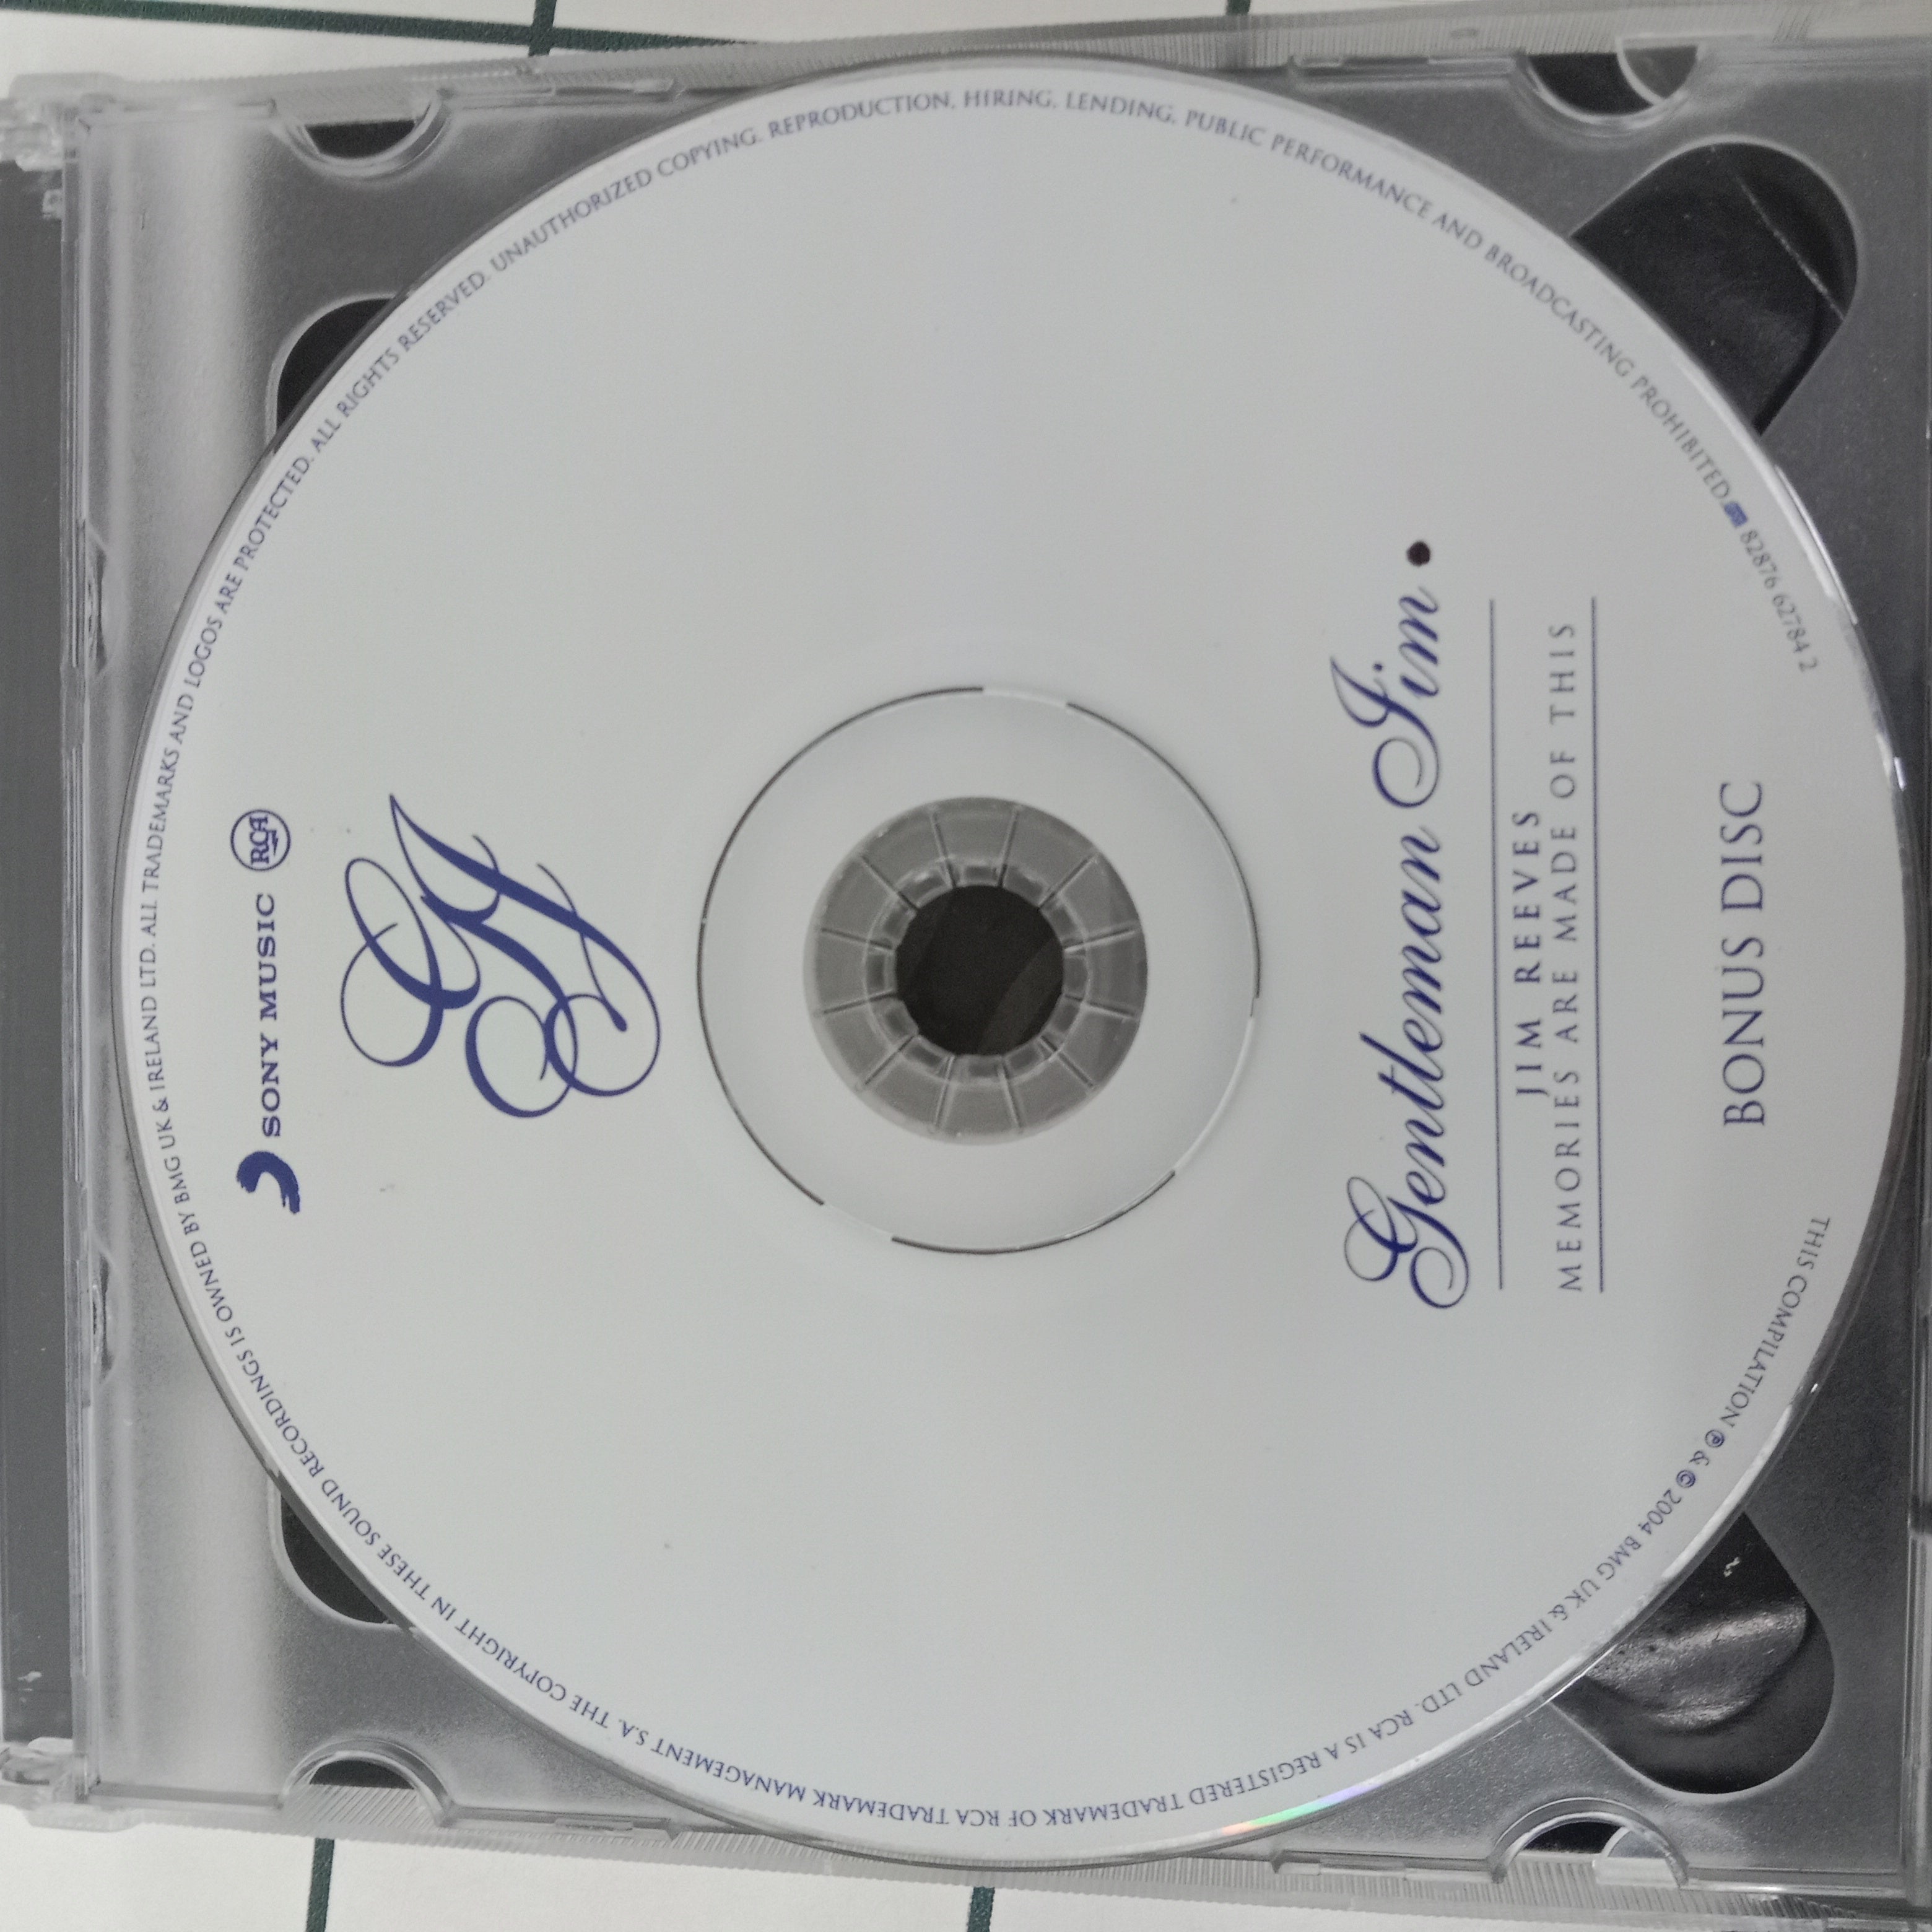 SONY MUSIC RCA
GJ
Gentleman Jim
JIM REEVES
MEMORIES ARE MADE OF THIS
BONUS DISC
THIS COMPILATION ℗ & © 2004 BMG UK & IRELAND LTD. RCA IS A REGISTERED TRADEMARK OF RCA TRADEMARK MANAGEMENT S.A. THE COPYRIGHT IN THESE SOUND RECORDINGS IS OWNED BY BMG UK & IRELAND LTD. ALL TRADEMARKS AND LOGOS ARE PROTECTED. ALL RIGHTS RESERVED. UNAUTHORIZED COPYING, REPRODUCTION, HIRING, LENDING, PUBLIC PERFORMANCE AND BROADCASTING PROHIBITED. 82876 62784 2